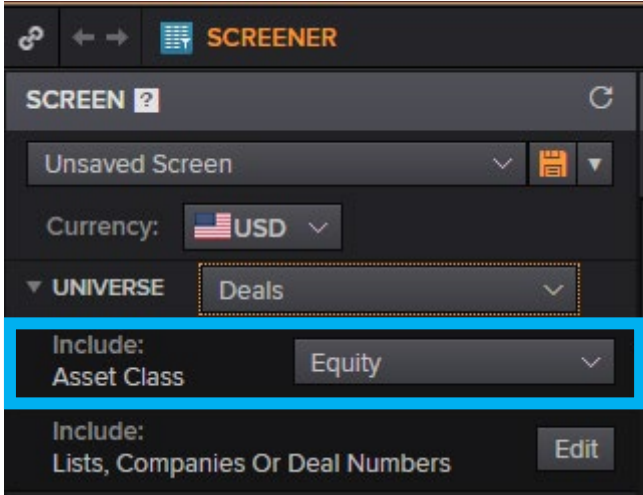 SCREENER
SCREEN ?
Unsaved Screen
Currency: USD
UNIVERSE Deals
Include:
Asset Class Equity
Include:
Lists, Companies Or Deal Numbers Edit